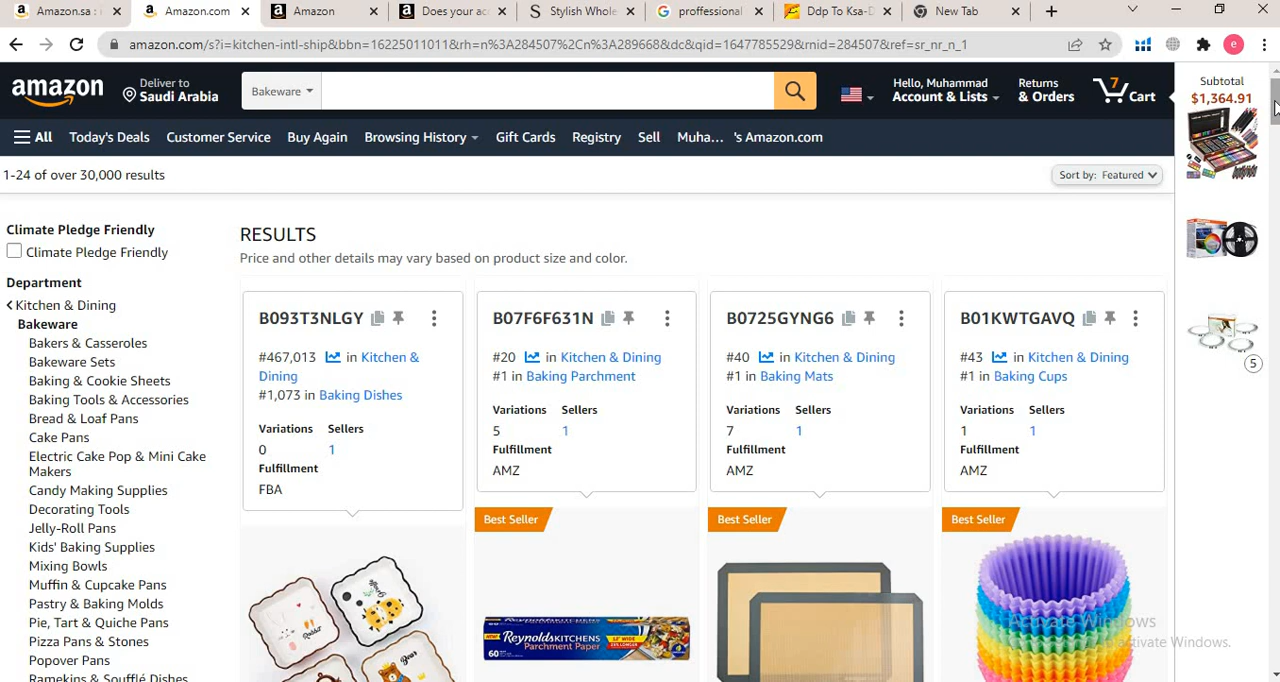 Amazon.sa : i
Amazon.com
Amazon
Does your ac
Stylish Whole
proffessional
Ddp To Ksa-D
New Tab
amazon.com/s?i=kitchen-intl-ship&bbn=16225011011&rh=n%3A284507%2Cn%3A289668&dc&qid=1647785529&rnid=284507&ref=sr_nr_n_1
e
amazon
Deliver to
Saudi Arabia
Bakeware
Hello, Muhammad
Account & Lists
Returns
& Orders
7
Cart
Subtotal
$1,364.91
All
Today's Deals
Customer Service
Buy Again
Browsing History
Gift Cards
Registry
Sell
Muha... 's Amazon.com
1-24 of over 30,000 results
Sort by: Featured
Climate Pledge Friendly
Climate Pledge Friendly
Department
Kitchen & Dining
Bakeware
Bakers & Casseroles
Bakeware Sets
Baking & Cookie Sheets
Baking Tools & Accessories
Bread & Loaf Pans
Cake Pans
Electric Cake Pop & Mini Cake
Makers
Candy Making Supplies
Decorating Tools
Jelly-Roll Pans
Kids' Baking Supplies
Mixing Bowls
Muffin & Cupcake Pans
Pastry & Baking Molds
Pie, Tart & Quiche Pans
Pizza Pans & Stones
Popover Pans
Ramekins & Soufflé Dishes
RESULTS
Price and other details may vary based on product size and color.
B093T3NLGY
#467,013 in Kitchen &
Dining
#1,073 in Baking Dishes
Variations Sellers
0 1
Fulfillment
FBA
B07F6F631N
#20 in Kitchen & Dining
#1 in Baking Parchment
Variations Sellers
5 1
Fulfillment
AMZ
Best Seller
Reynolds KITCHENS
Parchment Paper
60
B0725GYNG6
#40 in Kitchen & Dining
#1 in Baking Mats
Variations Sellers
7 1
Fulfillment
AMZ
Best Seller
B01KWTGAVQ
#43 in Kitchen & Dining
#1 in Baking Cups
Variations Sellers
1 1
Fulfillment
AMZ
Best Seller
5
Activate Windows